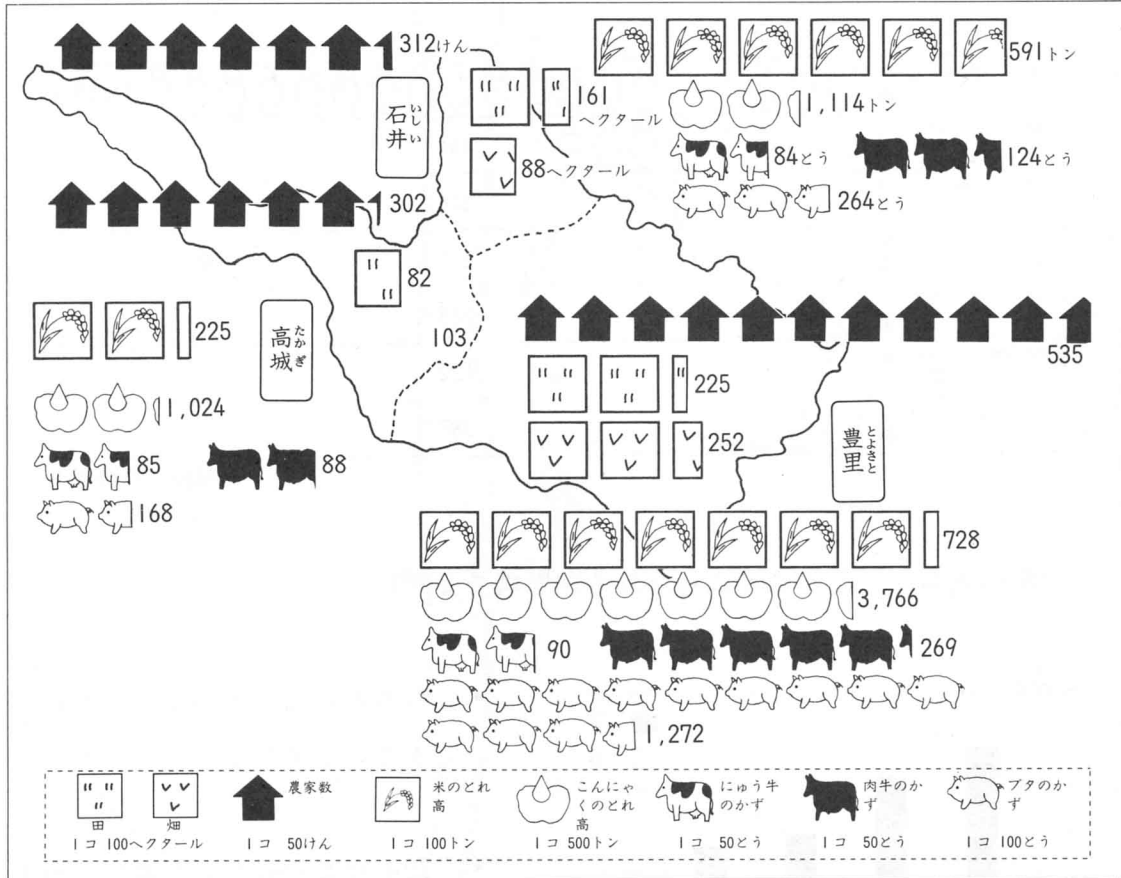 312けん
591トン
いしい
石井
161
ヘクタール
1,114トン
88ヘクタール
84とう
124とう
264とう
302
82
225
たかぎ
高城
103
535
1,024
225
252
とよさと
豊里
85
88
168
728
3,766
90
269
1,272
田
畑
1コ 100ヘクタール
農家数
1コ 50けん
米のとれ
高
1コ 100トン
こんにゃ
くのとれ
高
1コ 500トン
にゅう牛
のかず
1コ 50とう
肉牛のか
ず
1コ 50とう
ブタのか
ず
1コ 100とう